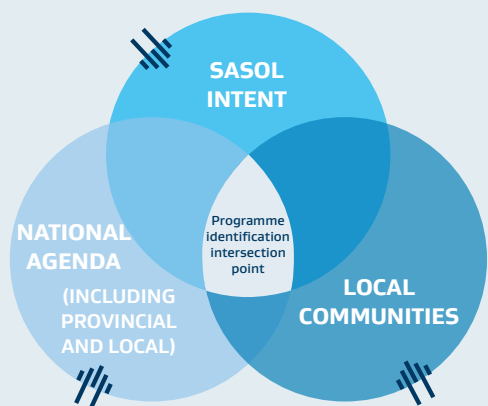 SASOL
INTENT
Programme
identification
intersection
point
NATIONAL
AGENDA
(INCLUDING
PROVINCIAL
AND LOCAL)
LOCAL
COMMUNITIES